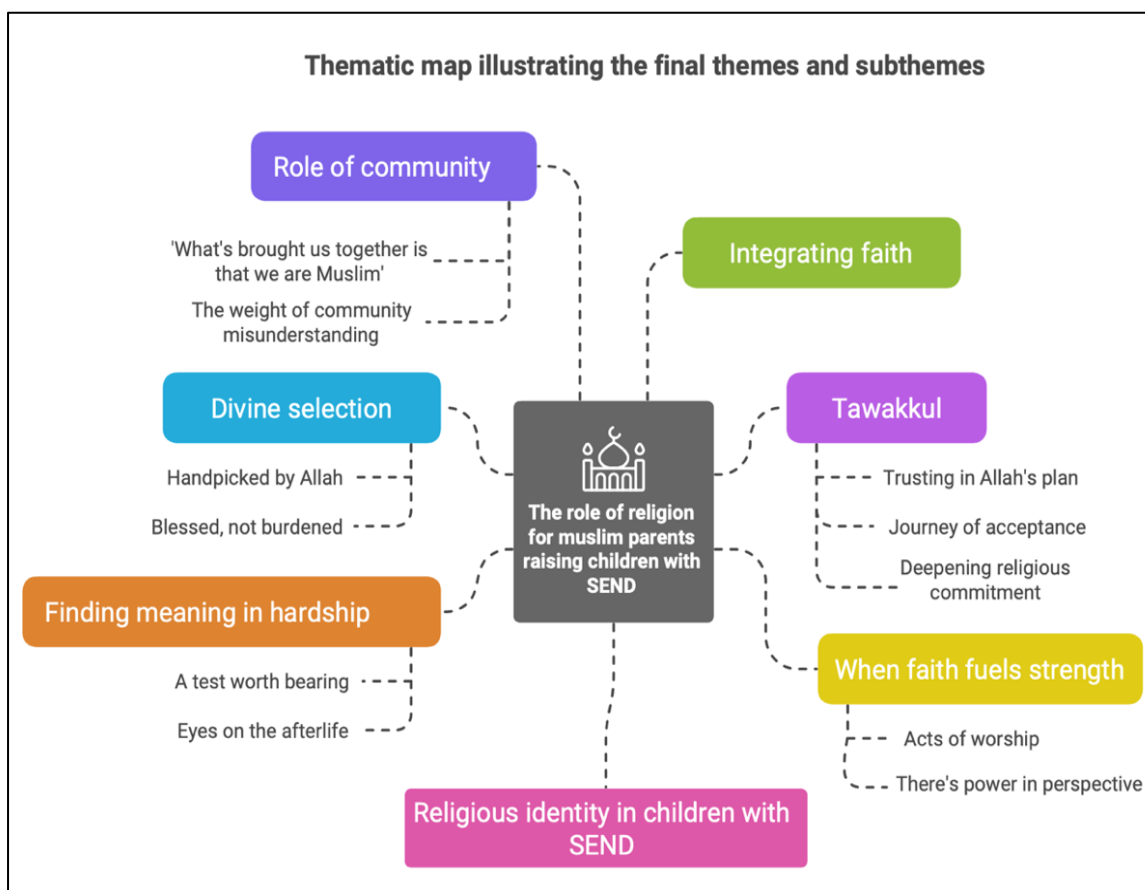 Thematic map illustrating the final themes and subthemes
Role of community
'What's brought us together is
that we are Muslim'
The weight of community
misunderstanding
Integrating faith
Divine selection
Handpicked by Allah
Blessed, not burdened
Tawakkul
Trusting in Allah's plan
Journey of acceptance
Deepening religious
commitment
The role of religion
for muslim parents
raising children with
SEND
Finding meaning in hardship
A test worth bearing
Eyes on the afterlife
When faith fuels strength
Acts of worship
There's power in perspective
Religious identity in children with
SEND